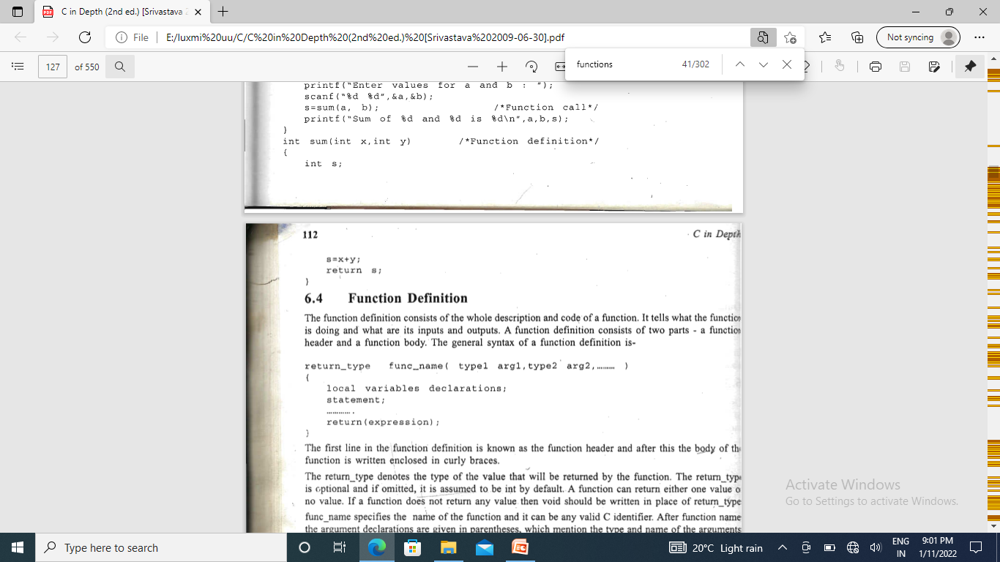 C in Depth (2nd ed.) [Srivastava
File
E:/luxmi%20uu/C/C%20in%20Depth%20(2nd%20ed.)%20[Srivastava%202009-06-30].pdf
Not syncing
127 of 550
functions 41/302
printf("Enter values for a and b : ");
scanf("%d %d",&a,&b);
s=sum(a, b); /*Function call*/
printf("Sum of %d and %d is %d\n",a,b,s);
}
int sum(int x,int y) /*Function definition*/
{
int s;
112 C in Depth
s=x+y;
return s;
}
6.4 Function Definition
The function definition consists of the whole description and code of a function. It tells what the function
is doing and what are its inputs and outputs. A function definition consists of two parts - a function
header and a function body. The general syntax of a function definition is-
return_type func_name( type1 arg1,type2 arg2,......... )
{
local variables declarations;
statement;
.............
return(expression);
}
The first line in the function definition is known as the function header and after this the body of the
function is written enclosed in curly braces.
The return_type denotes the type of the value that will be returned by the function. The return_type
is optional and if omitted, it is assumed to be int by default. A function can return either one value o
no value. If a function does not return any value then void should be written in place of return_type
func_name specifies the name of the function and it can be any valid C identifier. After function name
the argument declarations are given in parentheses, which mention the type and name of the arguments
Activate Windows
Go to Settings to activate Windows.
Type here to search
20°C Light rain
ENG
IN
9:01 PM
1/11/2022